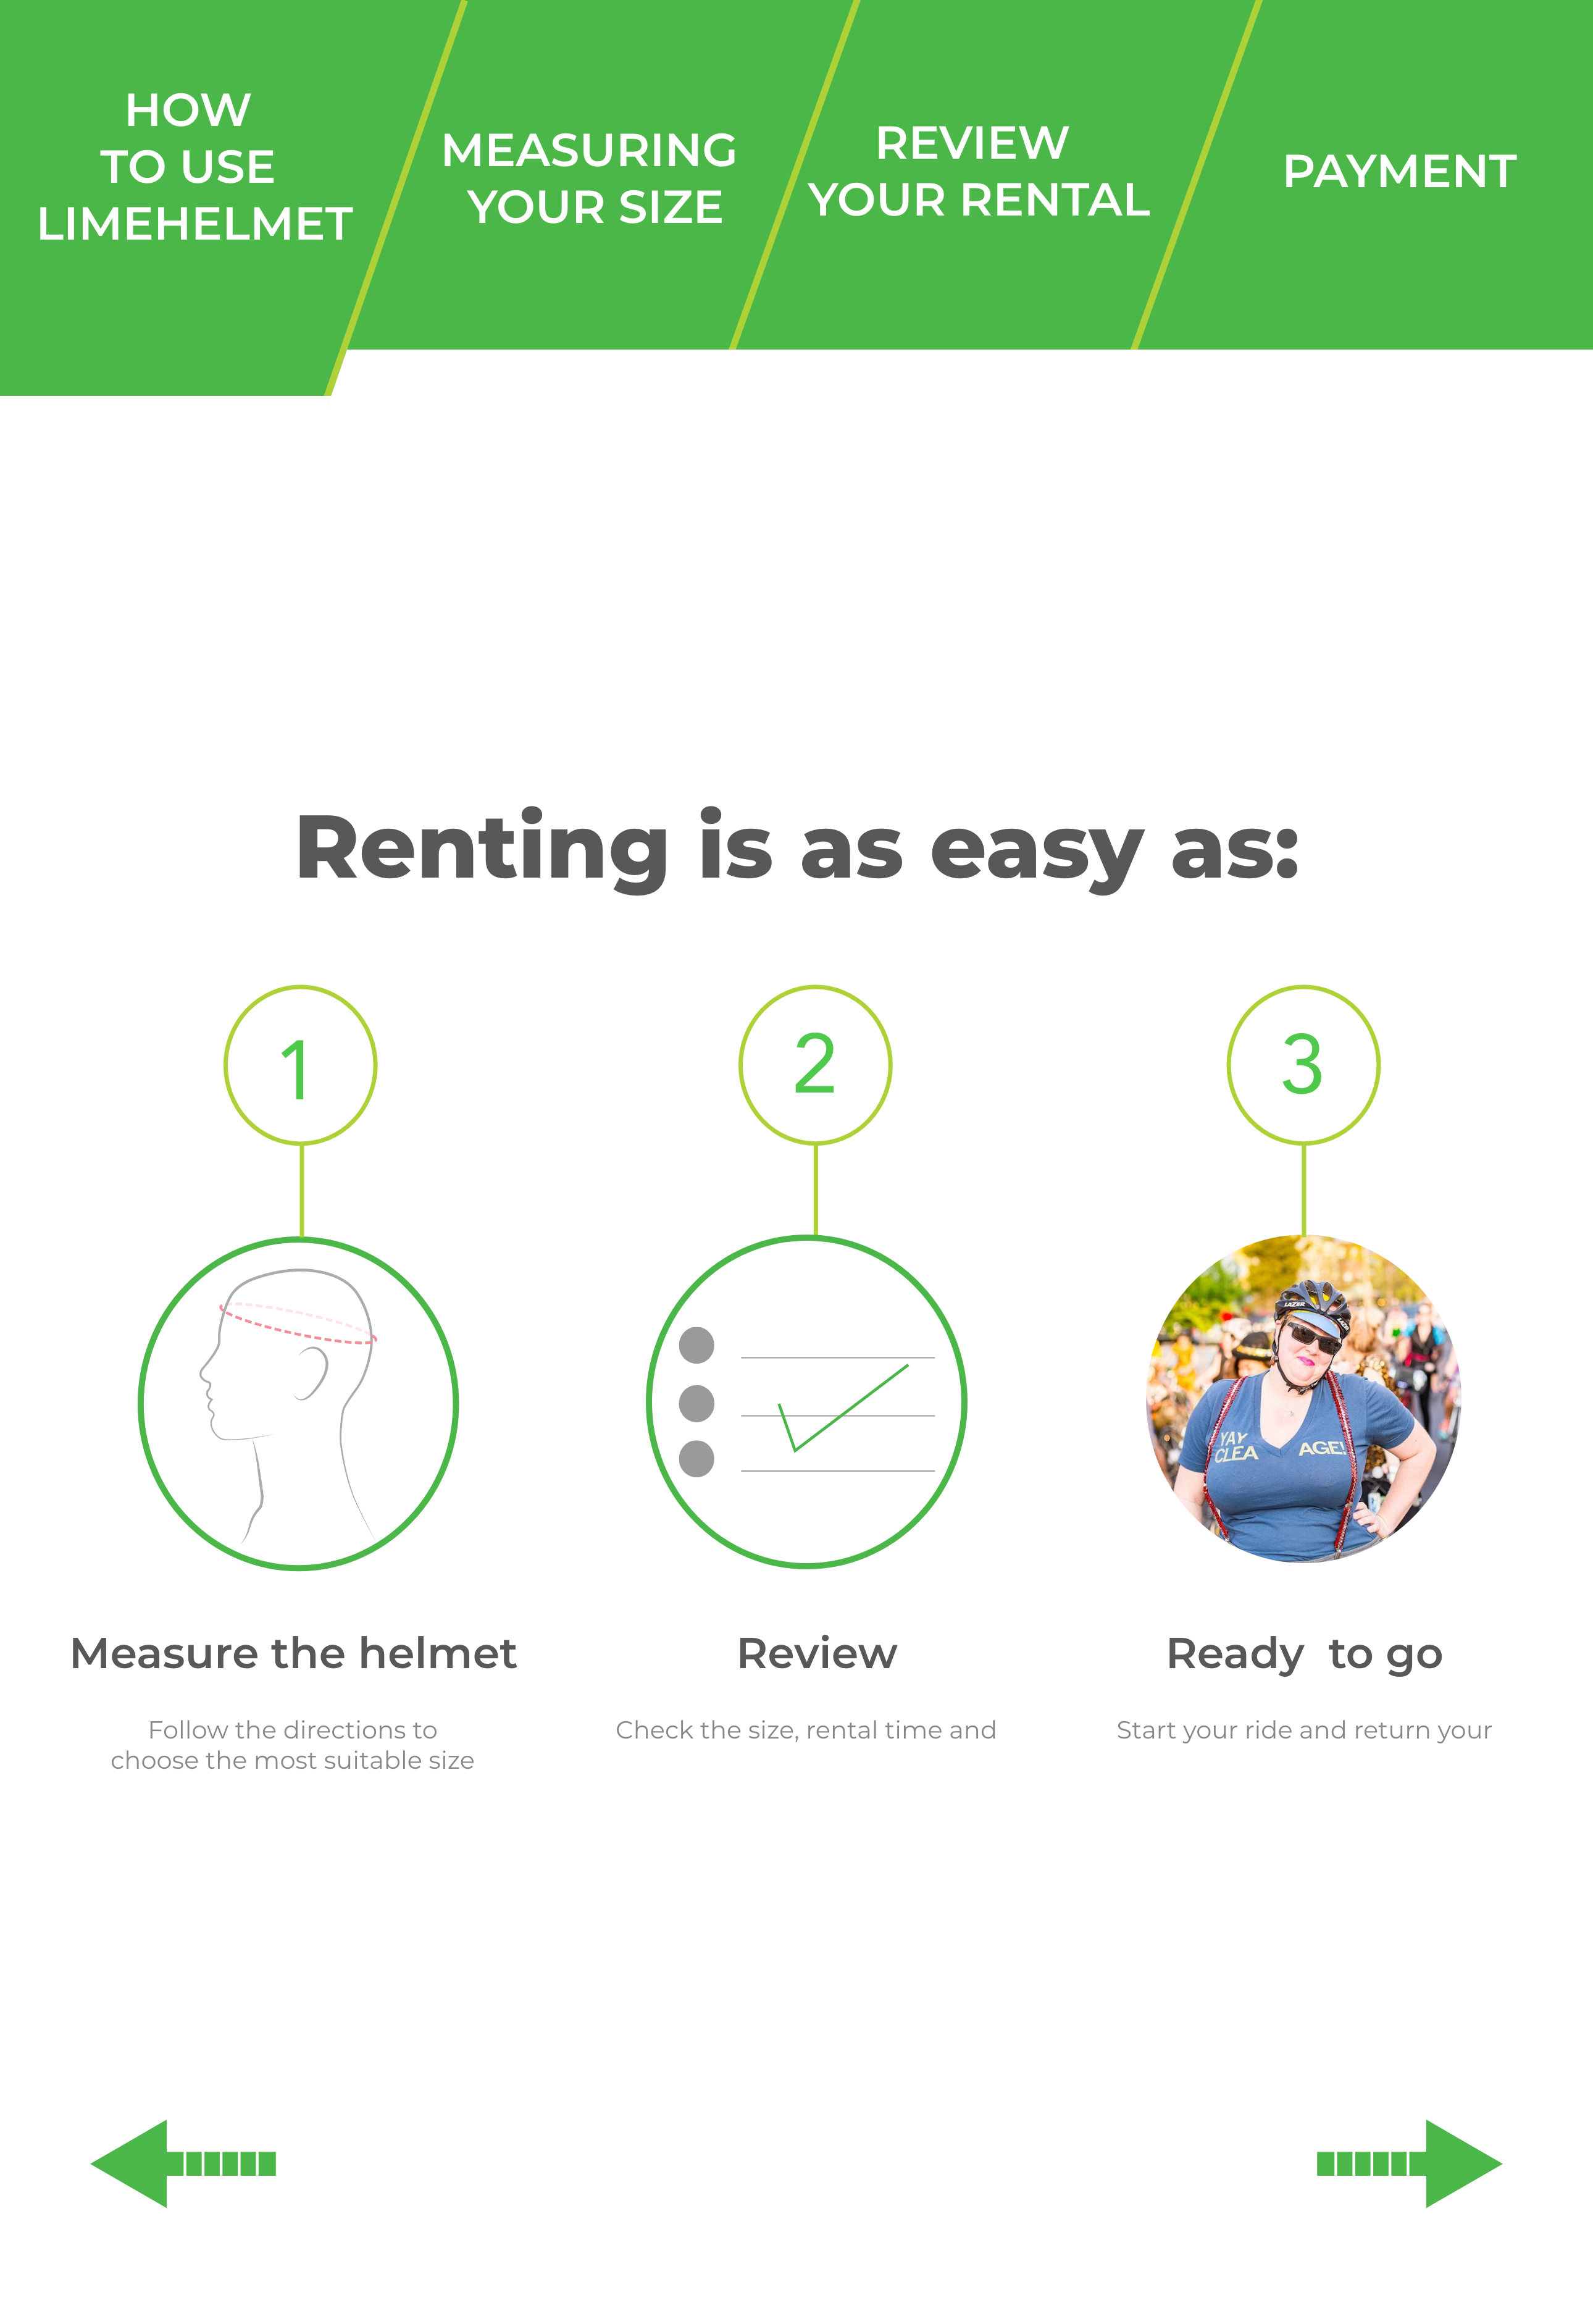 HOW
TO USE
LIMEHELMET
MEASURING
YOUR SIZE
REVIEW
YOUR RENTAL
PAYMENT
Renting is as easy as:
1
2
3
LAZER
YAY
CLEA AGE!
Measure the helmet
Follow the directions to
choose the most suitable size
Review
Check the size, rental time and
Ready  to go
Start your ride and return your